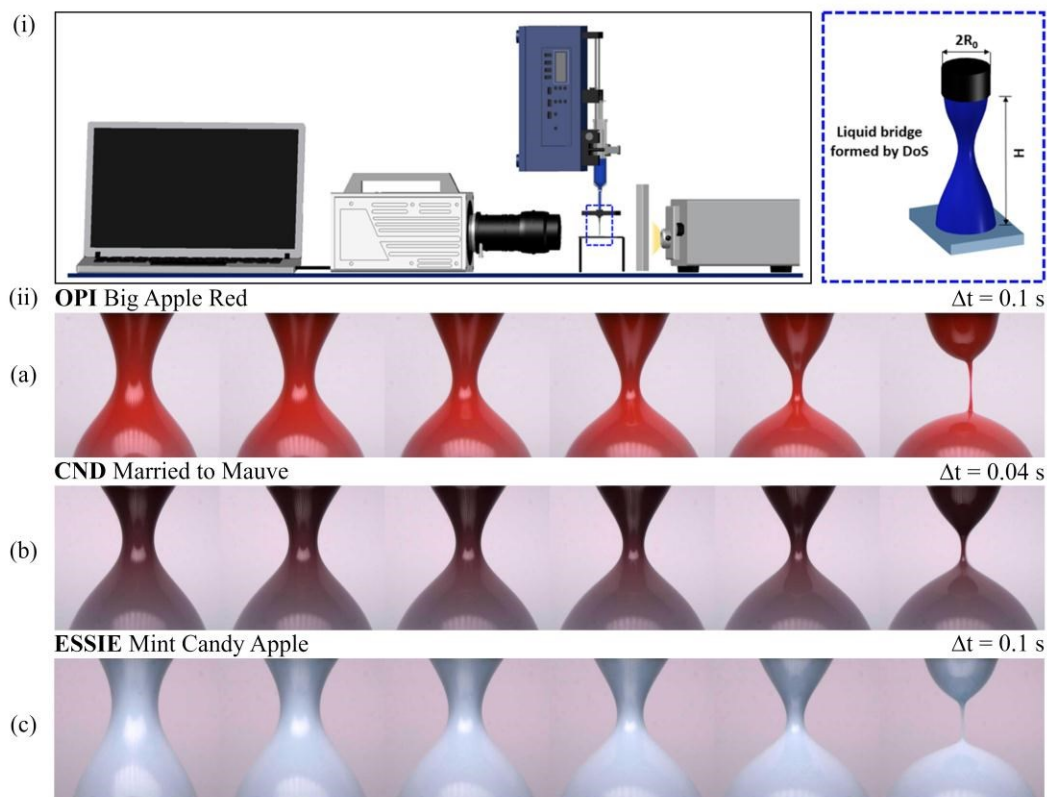 (i)
2R₀
Liquid bridge
formed by DoS
H
(ii) OPI Big Apple Red Δt = 0.1 s
(a)
CND Married to Mauve Δt = 0.04 s
(b)
ESSIE Mint Candy Apple Δt = 0.1 s
(c)